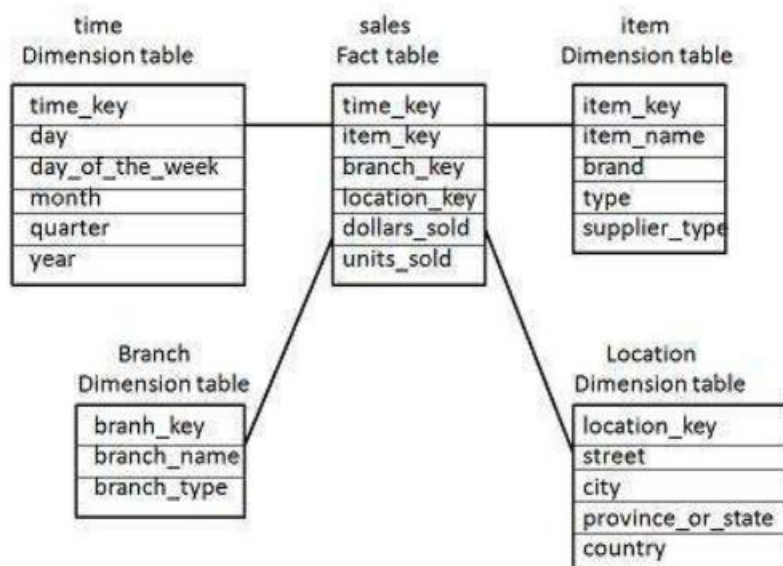 time
Dimension table
time_key
day
day_of_the_week
month
quarter
year
sales
Fact table
time_key
item_key
branch_key
location_key
dollars_sold
units_sold
item
Dimension table
item_key
item_name
brand
type
supplier_type
Branch
Dimension table
branh_key
branch_name
branch_type
Location
Dimension table
location_key
street
city
province_or_state
country